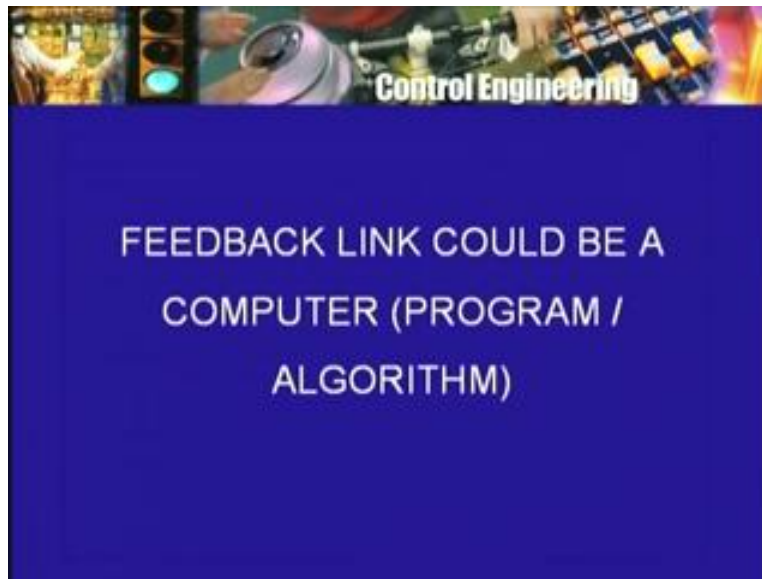 Control Engineering
FEEDBACK LINK COULD BE A
COMPUTER (PROGRAM /
ALGORITHM)